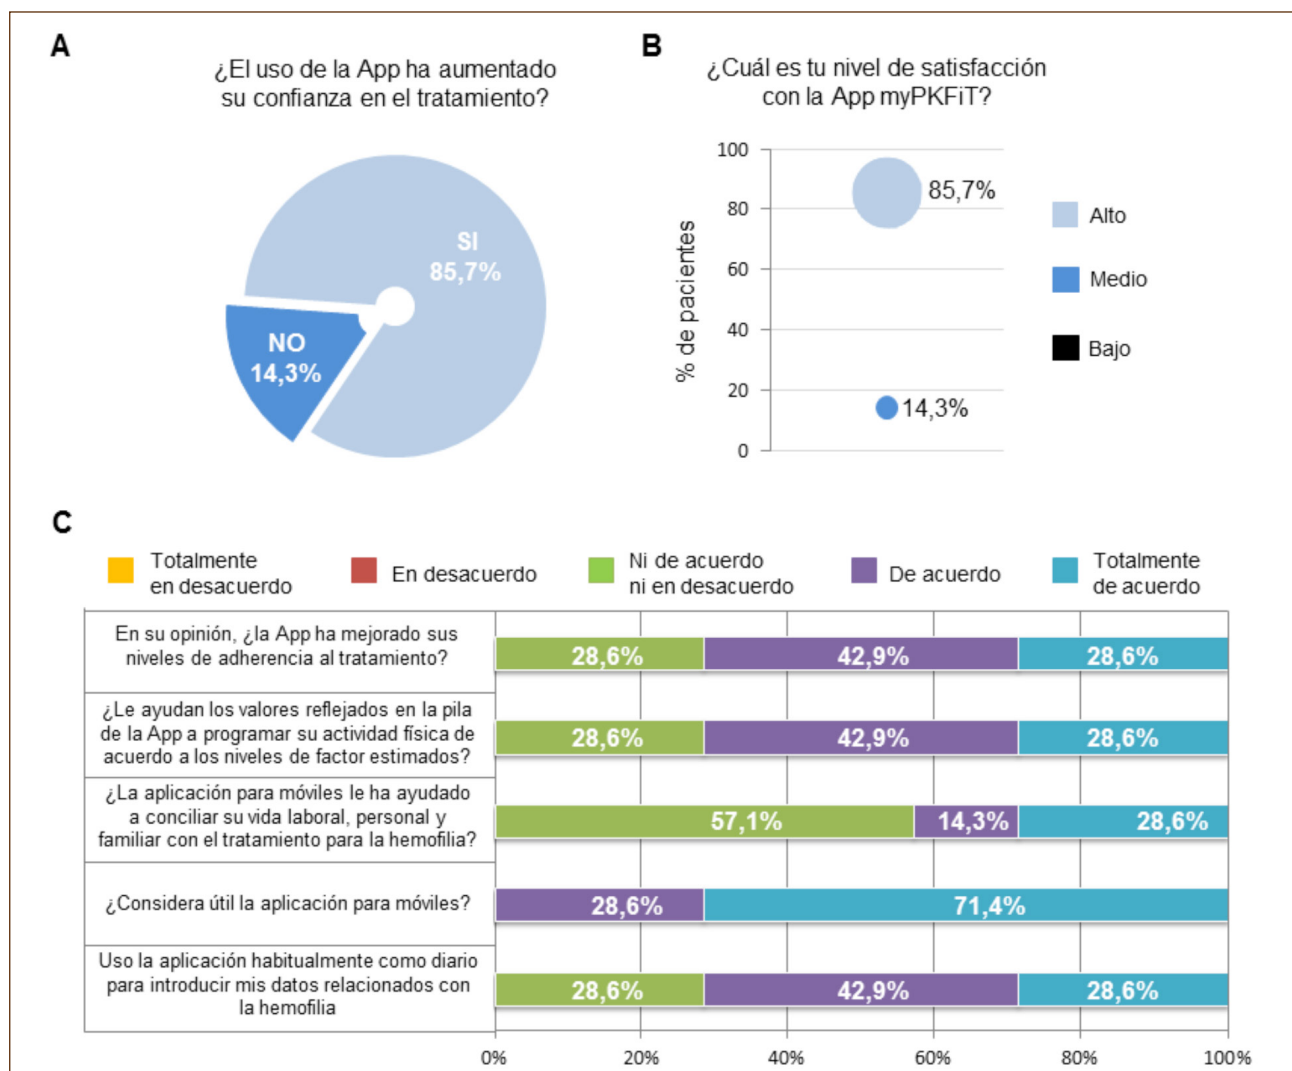 A
¿El uso de la App ha aumentado
su confianza en el tratamiento?
SI
85,7%
NO
14,3%
B
¿Cuál es tu nivel de satisfacción
con la App myPKFiT?
% de pacientes
100
80
60
40
20
0
85,7%
14,3%
Alto
Medio
Bajo
C
Totalmente
en desacuerdo
En desacuerdo
Ni de acuerdo
ni en desacuerdo
De acuerdo
Totalmente
de acuerdo
En su opinión, ¿la App ha mejorado sus
niveles de adherencia al tratamiento?
28,6% 42,9% 28,6%
¿Le ayudan los valores reflejados en la pila
de la App a programar su actividad física de
acuerdo a los niveles de factor estimados?
28,6% 42,9% 28,6%
¿La aplicación para móviles le ha ayudado
a conciliar su vida laboral, personal y
familiar con el tratamiento para la hemofilia?
57,1% 14,3% 28,6%
¿Considera útil la aplicación para móviles?
28,6% 71,4%
Uso la aplicación habitualmente como diario
para introducir mis datos relacionados con
la hemofilia
28,6% 42,9% 28,6%
0% 20% 40% 60% 80% 100%